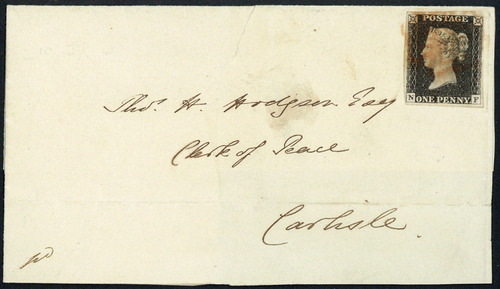 POSTAGE
N ONE PENNY F
Thos. H. Hodgson Esq
Clerk of Peace
Carlisle.